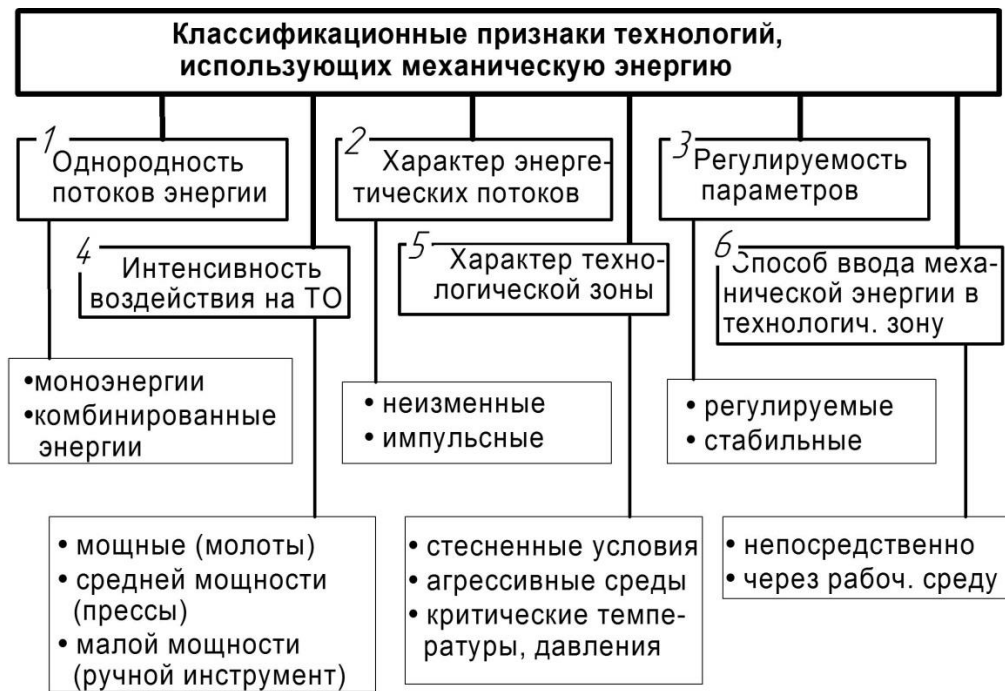 Классификационные признаки технологий,
использующих механическую энергию
1
Однородность
потоков энергии
2
Характер энерге-
тических потоков
3
Регулируемость
параметров
4
Интенсивность
воздействия на ТО
5
Характер техно-
логической зоны
6
Способ ввода меха-
нической энергии в
технологич. зону
•моноэнергии
•комбинированные
энергии
• неизменные
• импульсные
• регулируемые
• стабильные
• мощные (молоты)
• средней мощности
(прессы)
• малой мощности
(ручной инструмент)
• стесненные условия
• агрессивные среды
• критические темпе-
ратуры, давления
• непосредственно
• через рабоч. среду